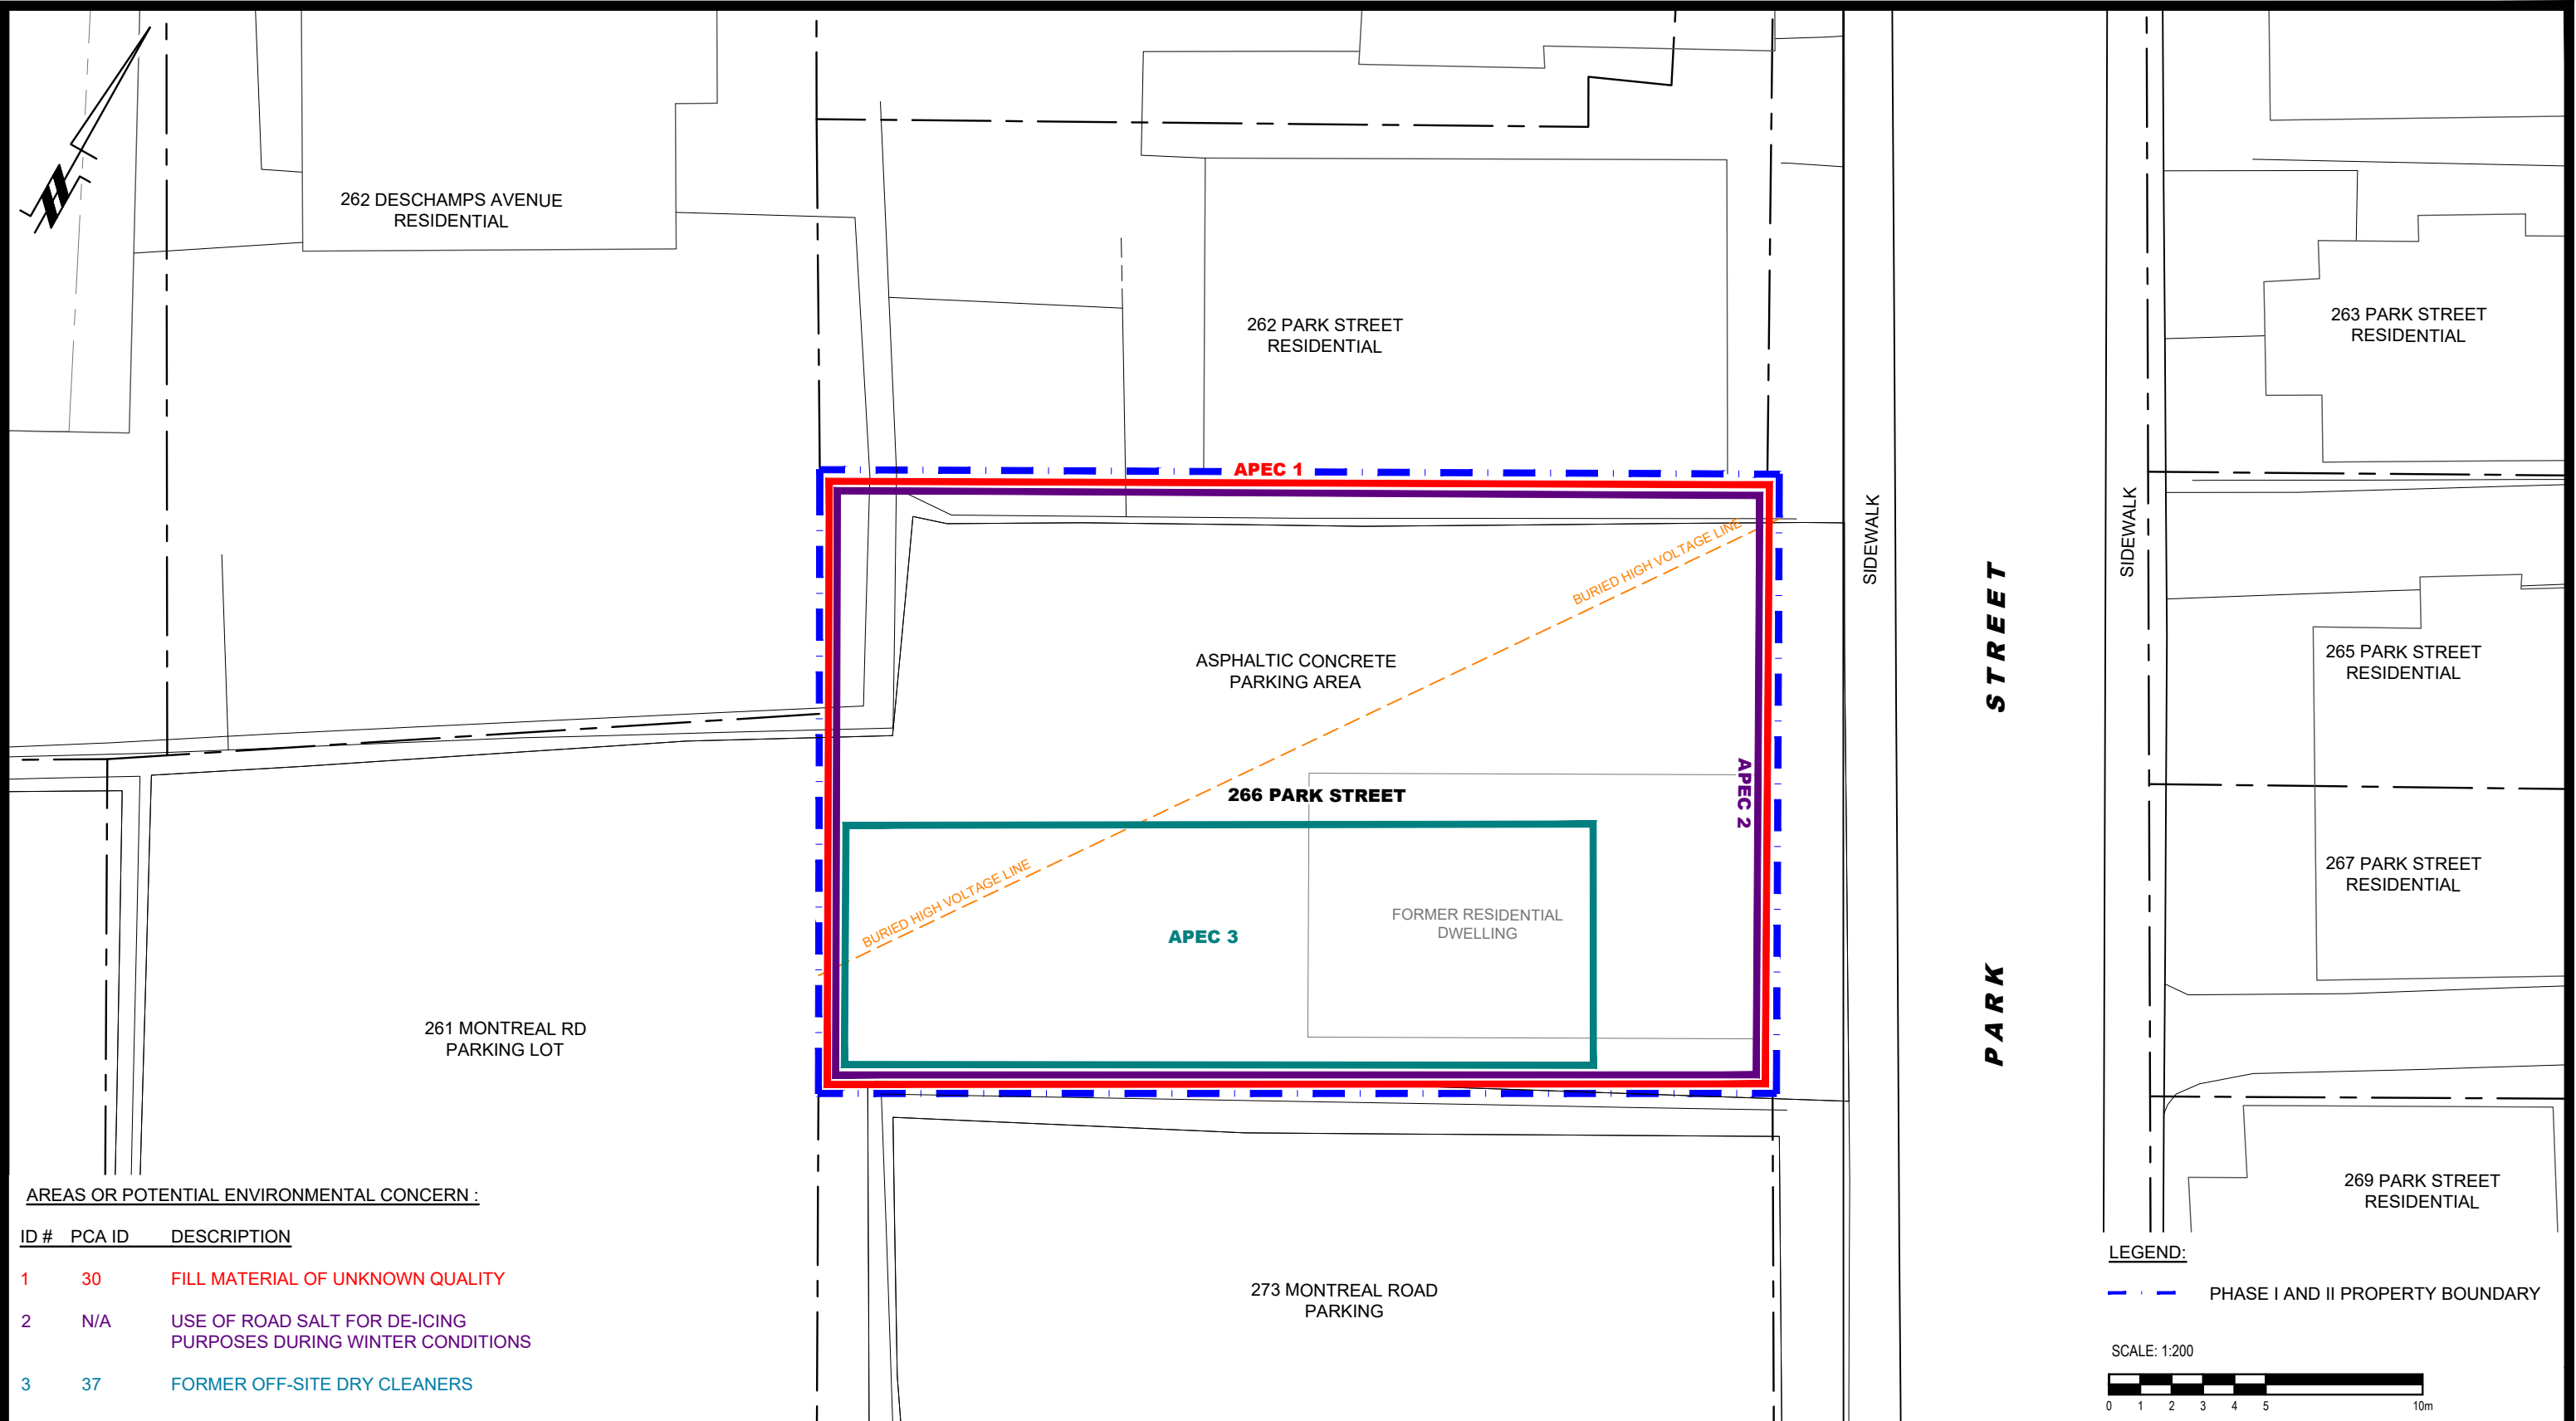 262 DESCHAMPS AVENUE
RESIDENTIAL
262 PARK STREET
RESIDENTIAL
263 PARK STREET
RESIDENTIAL
APEC 1
SIDEWALK
SIDEWALK
BURIED HIGH VOLTAGE LINE
PARK STREET
ASPHALTIC CONCRETE
PARKING AREA
265 PARK STREET
RESIDENTIAL
266 PARK STREET
APEC 2
267 PARK STREET
RESIDENTIAL
BURIED HIGH VOLTAGE LINE
APEC 3
FORMER RESIDENTIAL
DWELLING
261 MONTREAL RD
PARKING LOT
269 PARK STREET
RESIDENTIAL
273 MONTREAL ROAD
PARKING
AREAS OR POTENTIAL ENVIRONMENTAL CONCERN :
ID # PCA ID DESCRIPTION
1 30 FILL MATERIAL OF UNKNOWN QUALITY
2 N/A USE OF ROAD SALT FOR DE-ICING
PURPOSES DURING WINTER CONDITIONS
3 37 FORMER OFF-SITE DRY CLEANERS
LEGEND:
PHASE I AND II PROPERTY BOUNDARY
SCALE: 1:200
0 1 2 3 4 5 10m